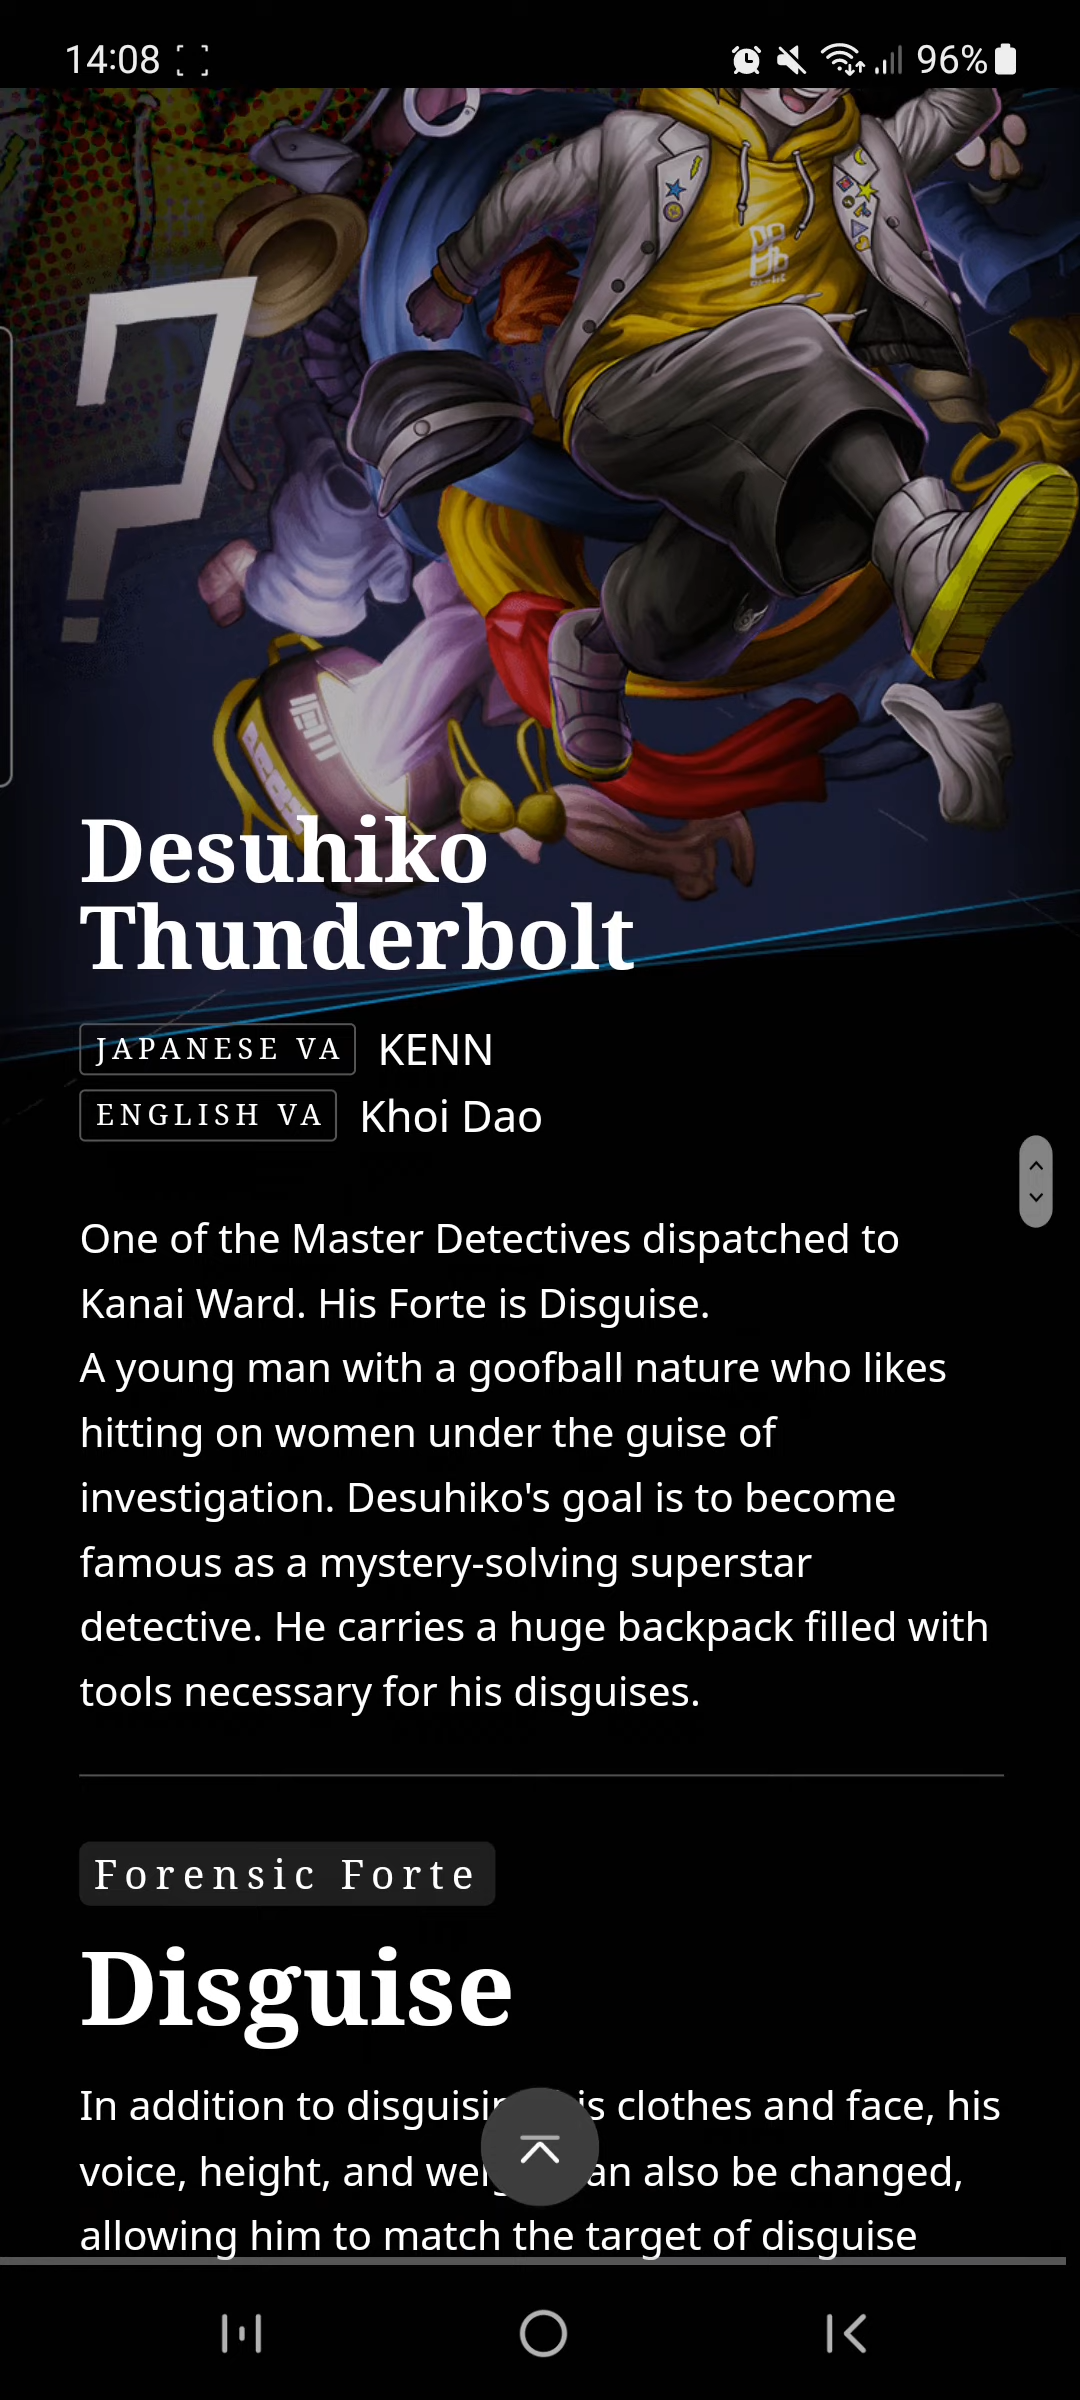 14:08
96%
?
Desuhiko
Thunderbolt
JAPANESE VA KENN
ENGLISH VA Khoi Dao
One of the Master Detectives dispatched to
Kanai Ward. His Forte is Disguise.
A young man with a goofball nature who likes
hitting on women under the guise of
investigation. Desuhiko's goal is to become
famous as a mystery-solving superstar
detective. He carries a huge backpack filled with
tools necessary for his disguises.
Forensic Forte
Disguise
In addition to disguising his clothes and face, his
voice, height, and weight can also be changed,
allowing him to match the target of disguise